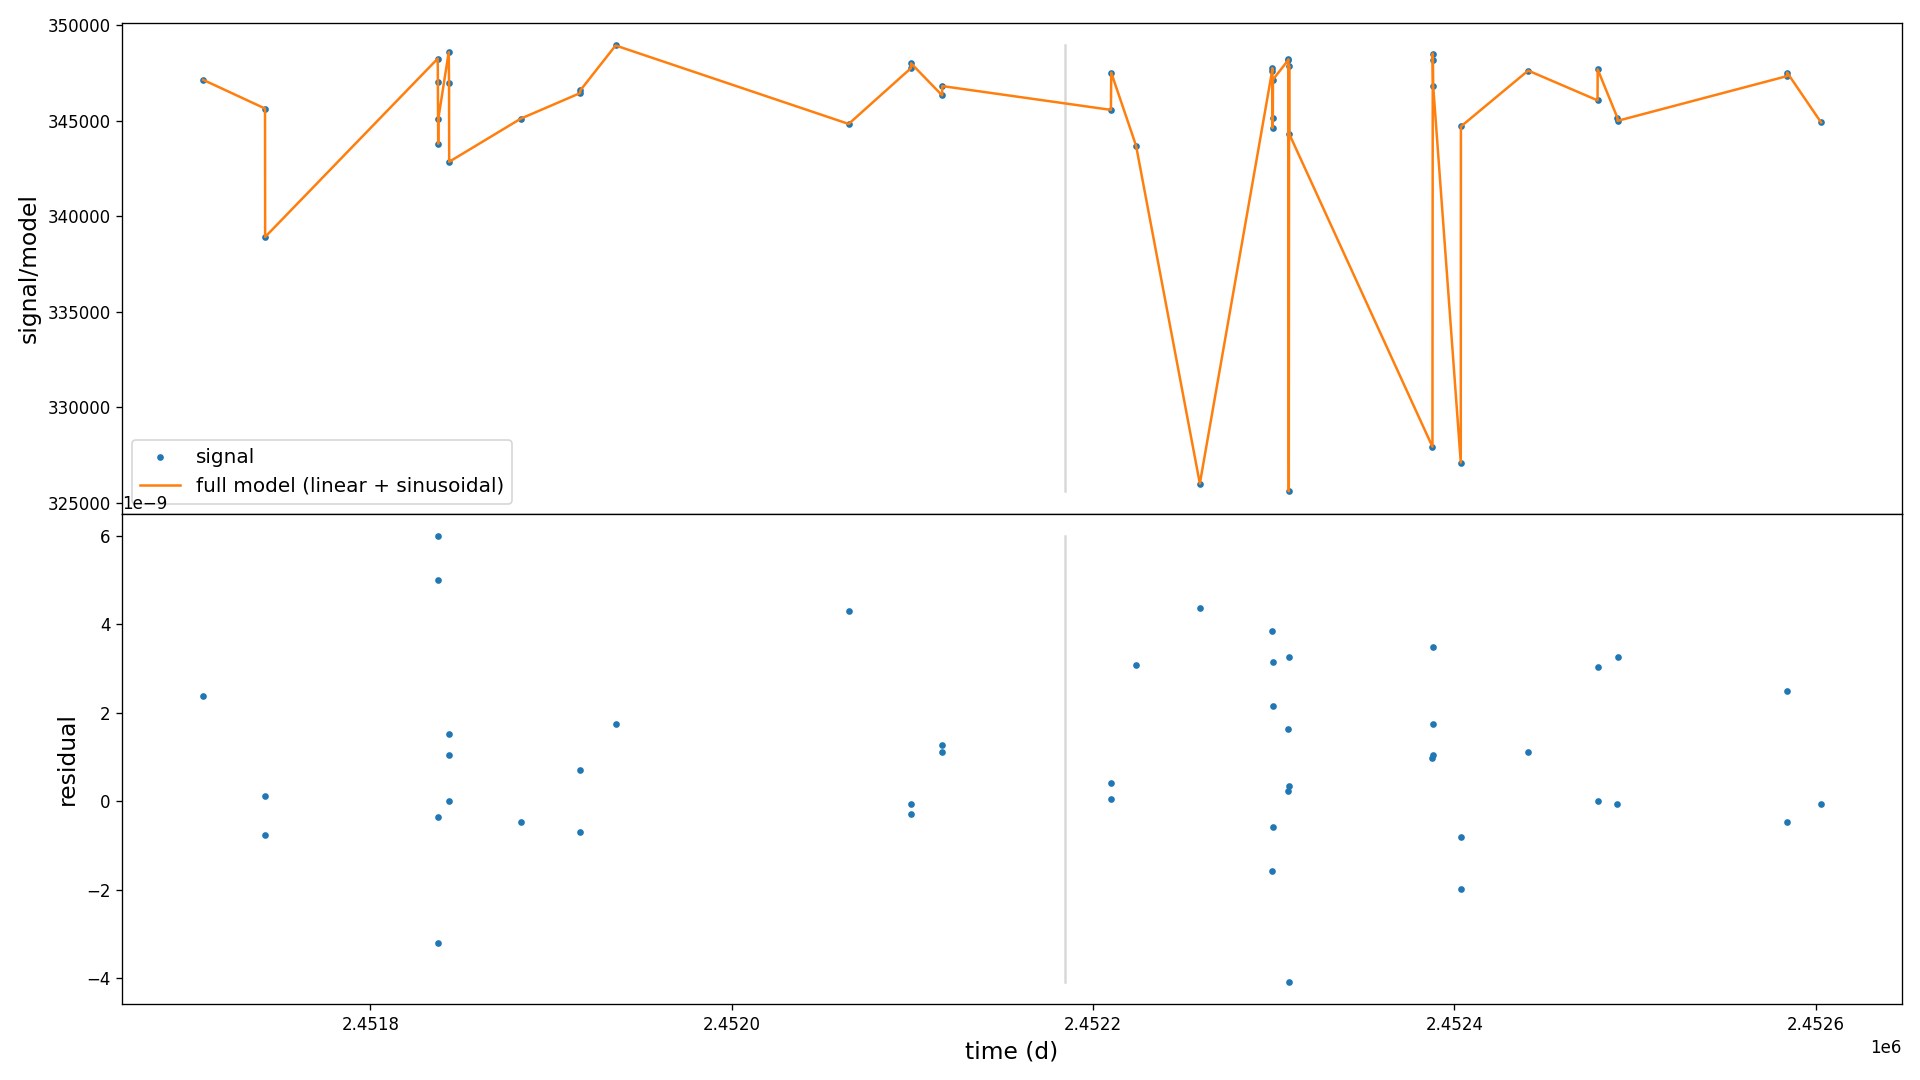 350000
345000
340000
335000
330000
325000
signal/model
signal
full model (linear + sinusoidal)
1e−9
6
4
2
0
−2
−4
residual
2.4518
2.4520
2.4522
2.4524
2.4526
time (d)
1e6